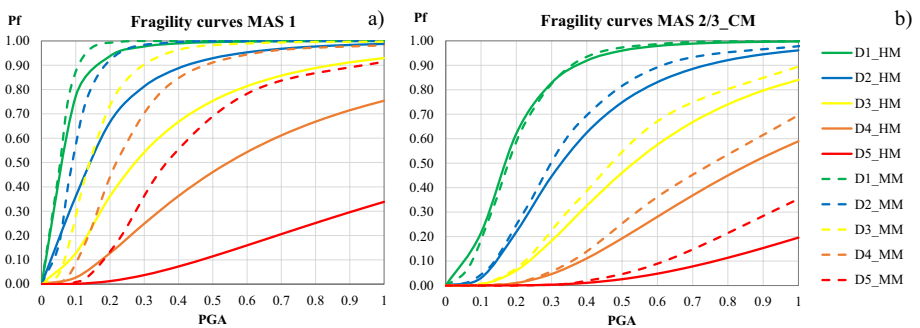 Pf
Fragility curves MAS 1
a)
1.00
0.90
0.80
0.70
0.60
0.50
0.40
0.30
0.20
0.10
0.00
0 0.1 0.2 0.3 0.4 0.5 0.6 0.7 0.8 0.9 1
PGA
Pf
Fragility curves MAS 2/3_CM
b)
1.00
0.90
0.80
0.70
0.60
0.50
0.40
0.30
0.20
0.10
0.00
0 0.1 0.2 0.3 0.4 0.5 0.6 0.7 0.8 0.9 1
PGA
D1_HM
D2_HM
D3_HM
D4_HM
D5_HM
D1_MM
D2_MM
D3_MM
D4_MM
D5_MM